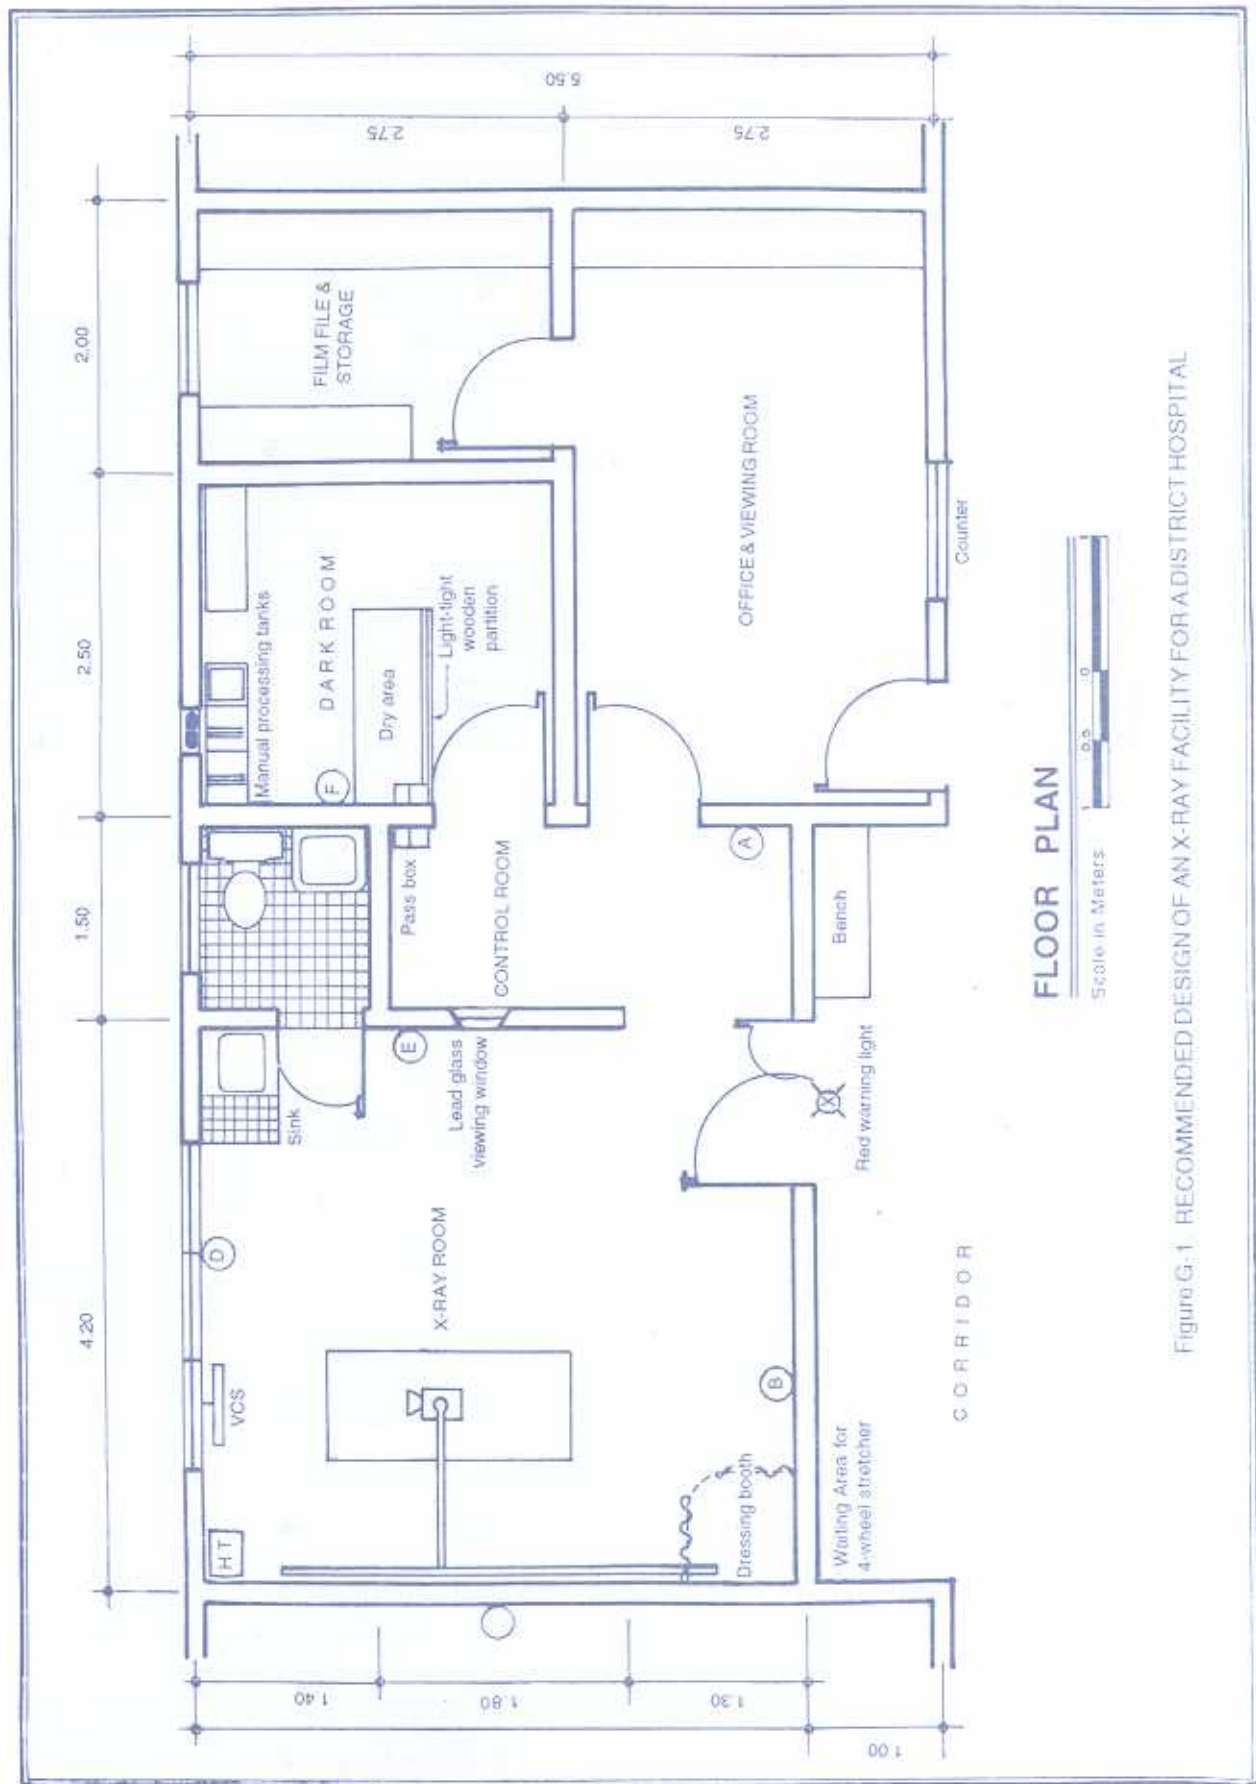 4.20
1.50
2.50
2.00
H.T
VCS
D
Sink
Manual processing tanks
F
DARK ROOM
FILM FILE &
STORAGE
Dry area
Light-tight
wooden
partition
Pass box
E
Lead glass
viewing window
CONTROL ROOM
X-RAY ROOM
OFFICE & VIEWING ROOM
Dressing booth
B
A
Waiting Area for
4-wheel stretcher
Red warning light
X
Bench
Counter
CORRIDOR
1.40
1.80
1.30
1.00
2.75
2.75
5.50
FLOOR PLAN
Scale in Meters
1
0.5
0
1
Figure G-1. RECOMMENDED DESIGN OF AN X-RAY FACILITY FOR A DISTRICT HOSPITAL